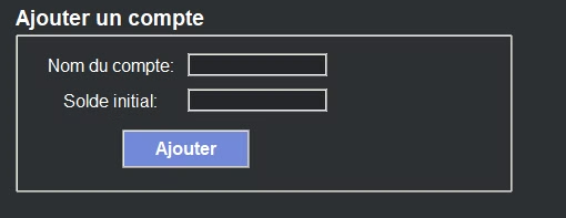 Ajouter un compte
Nom du compte:
Solde initial:
Ajouter